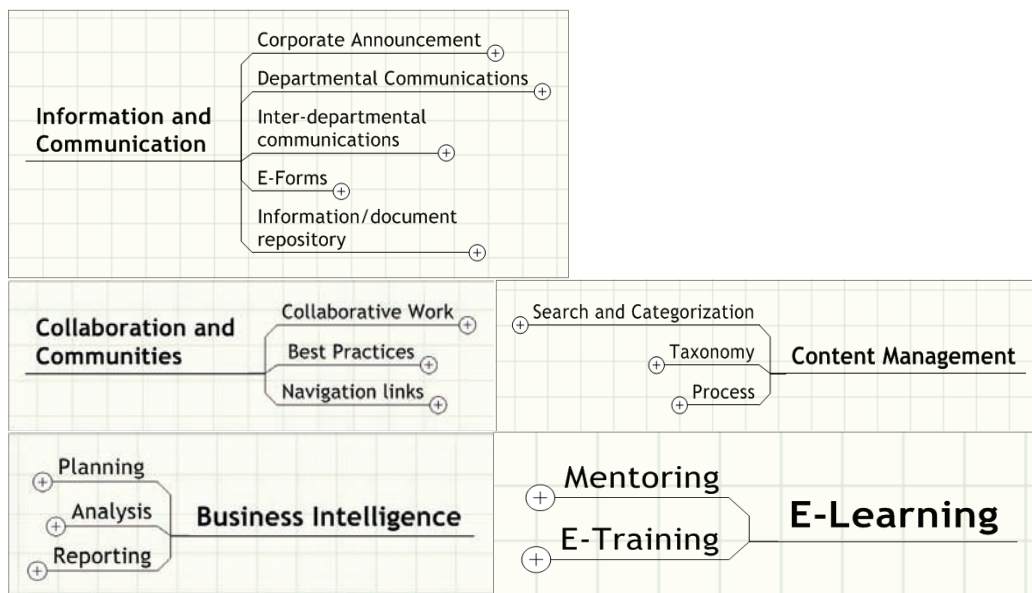 Corporate Announcement
Departmental Communications
Information and
Communication
Inter-departmental
communications
E-Forms
Information/document
repository
Collaboration and
Communities
Collaborative Work
Best Practices
Navigation links
Search and Categorization
Taxonomy
Process
Content Management
Planning
Analysis
Reporting
Business Intelligence
Mentoring
E-Training
E-Learning